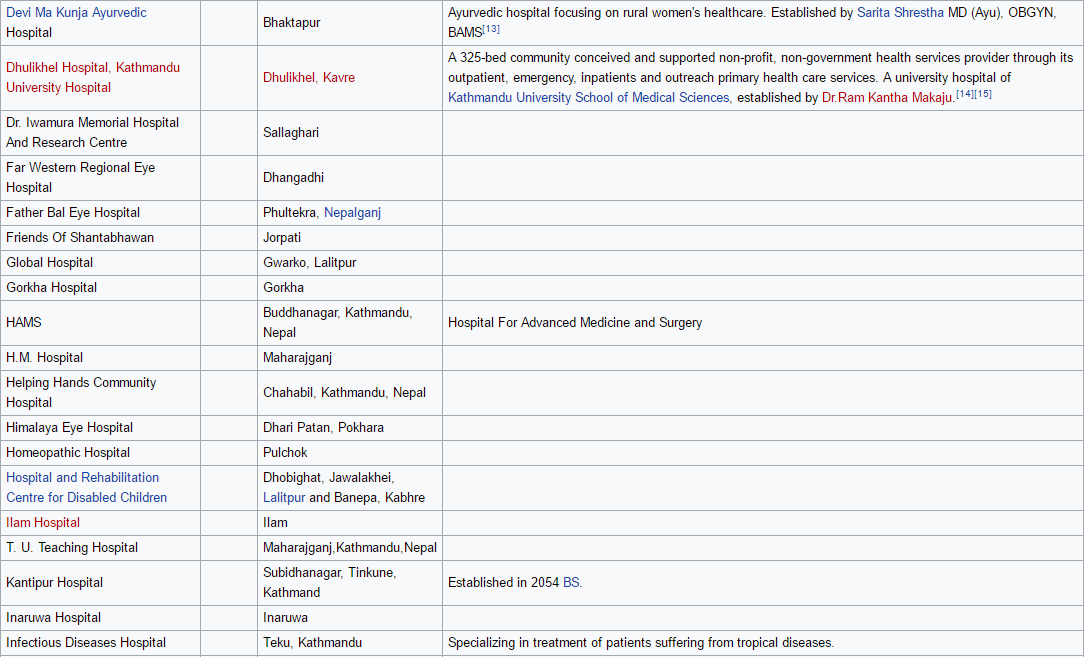 Devi Ma Kunja Ayurvedic
Hospital
Bhaktapur
Ayurvedic hospital focusing on rural women's healthcare. Established by Sarita Shrestha MD (Ayu), OBGYN,
BAMS[13]
Dhulikhel Hospital, Kathmandu
University Hospital
Dhulikhel, Kavre
A 325-bed community conceived and supported non-profit, non-government health services provider through its
outpatient, emergency, inpatients and outreach primary health care services. A university hospital of
Kathmandu University School of Medical Sciences, established by Dr.Ram Kantha Makaju.[14][15]
Dr. Iwamura Memorial Hospital
And Research Centre
Sallaghari
Far Western Regional Eye
Hospital
Dhangadhi
Father Bal Eye Hospital
Phultekra, Nepalganj
Friends Of Shantabhawan
Jorpati
Global Hospital
Gwarko, Lalitpur
Gorkha Hospital
Gorkha
HAMS
Buddhanagar, Kathmandu,
Nepal
Hospital For Advanced Medicine and Surgery
H.M. Hospital
Maharajganj
Helping Hands Community
Hospital
Chahabil, Kathmandu, Nepal
Himalaya Eye Hospital
Dhari Patan, Pokhara
Homeopathic Hospital
Pulchok
Hospital and Rehabilitation
Centre for Disabled Children
Dhobighat, Jawalakhei,
Lalitpur and Banepa, Kabhre
Ilam Hospital
Ilam
T. U. Teaching Hospital
Maharajganj,Kathmandu,Nepal
Kantipur Hospital
Subidhanagar, Tinkune,
Kathmand
Established in 2054 BS.
Inaruwa Hospital
Inaruwa
Infectious Diseases Hospital
Teku, Kathmandu
Specializing in treatment of patients suffering from tropical diseases.